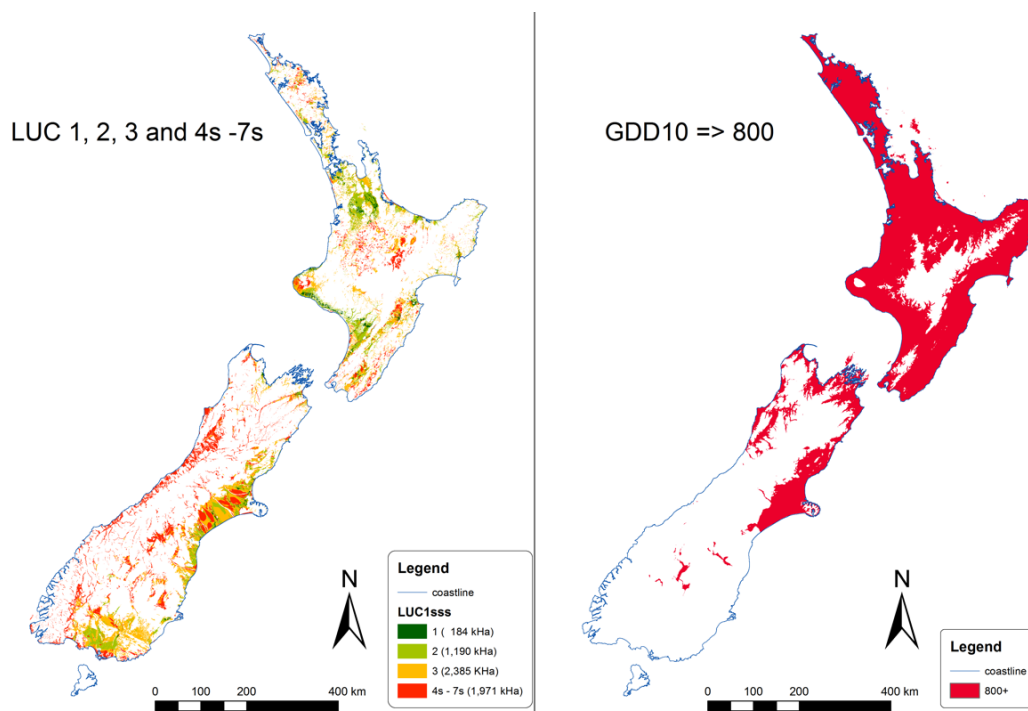 LUC 1, 2, 3 and 4s -7s
N
Legend
coastline
LUC1sss
1 ( 184 kHa)
2 (1,190 kHa)
3 (2,385 KHa)
4s - 7s (1,971 kHa)
0 100 200 400 km
GDD10 => 800
N
Legend
coastline
800+
0 100 200 400 km